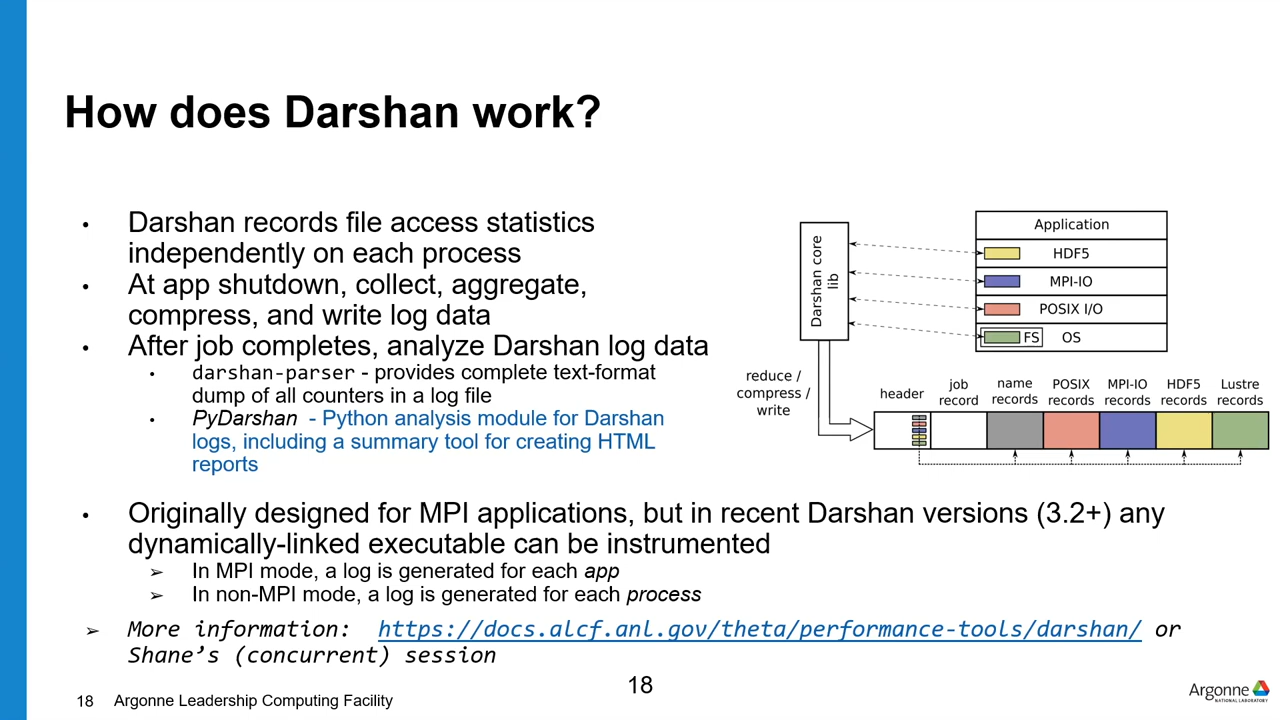 How does Darshan work?
• Darshan records file access statistics
independently on each process
• At app shutdown, collect, aggregate,
compress, and write log data
• After job completes, analyze Darshan log data
• darshan-parser - provides complete text-format
dump of all counters in a log file
• PyDarshan - Python analysis module for Darshan
logs, including a summary tool for creating HTML
reports
Darshan core
lib
Application
HDF5
MPI-IO
POSIX I/O
FS OS
reduce /
compress /
write
header
job
record
name
records
POSIX
records
MPI-IO
records
HDF5
records
Lustre
records
• Originally designed for MPI applications, but in recent Darshan versions (3.2+) any
dynamically-linked executable can be instrumented
➢ In MPI mode, a log is generated for each app
➢ In non-MPI mode, a log is generated for each process
➢ More information: https://docs.alcf.anl.gov/theta/performance-tools/darshan/ or
Shane’s (concurrent) session
18
18 Argonne Leadership Computing Facility
Argonne
NATIONAL LABORATORY